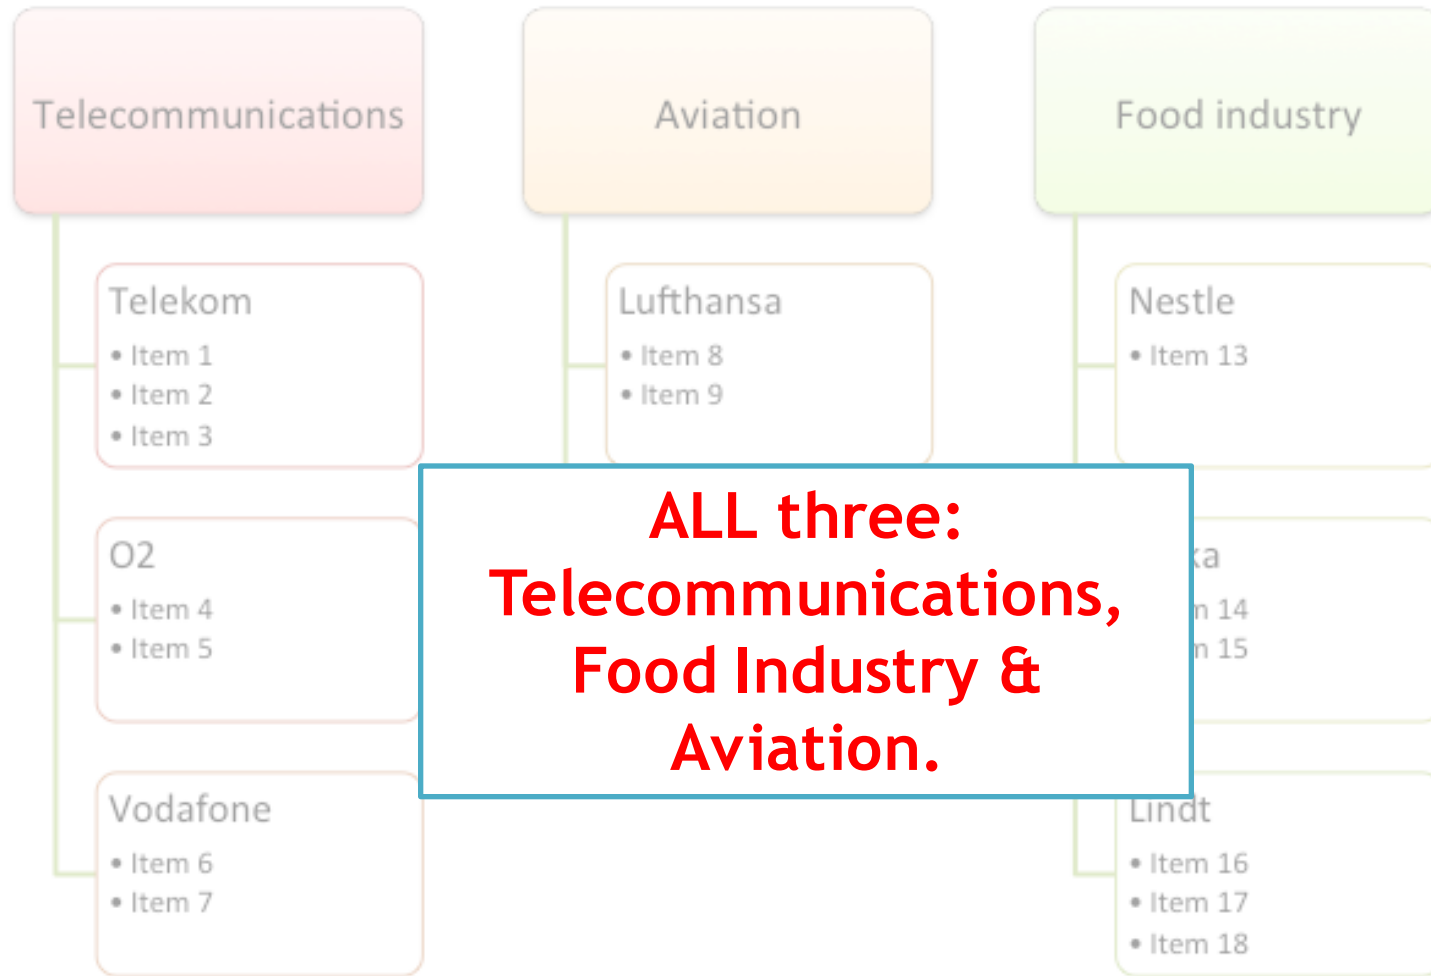 Telecommunications
Telekom
• Item 1
• Item 2
• Item 3
O2
• Item 4
• Item 5
Vodafone
• Item 6
• Item 7
Aviation
Lufthansa
• Item 8
• Item 9
Food industry
Nestle
• Item 13
14
15
Lindt
• Item 16
• Item 17
• Item 18
ALL three:
Telecommunications,
Food Industry &
Aviation.